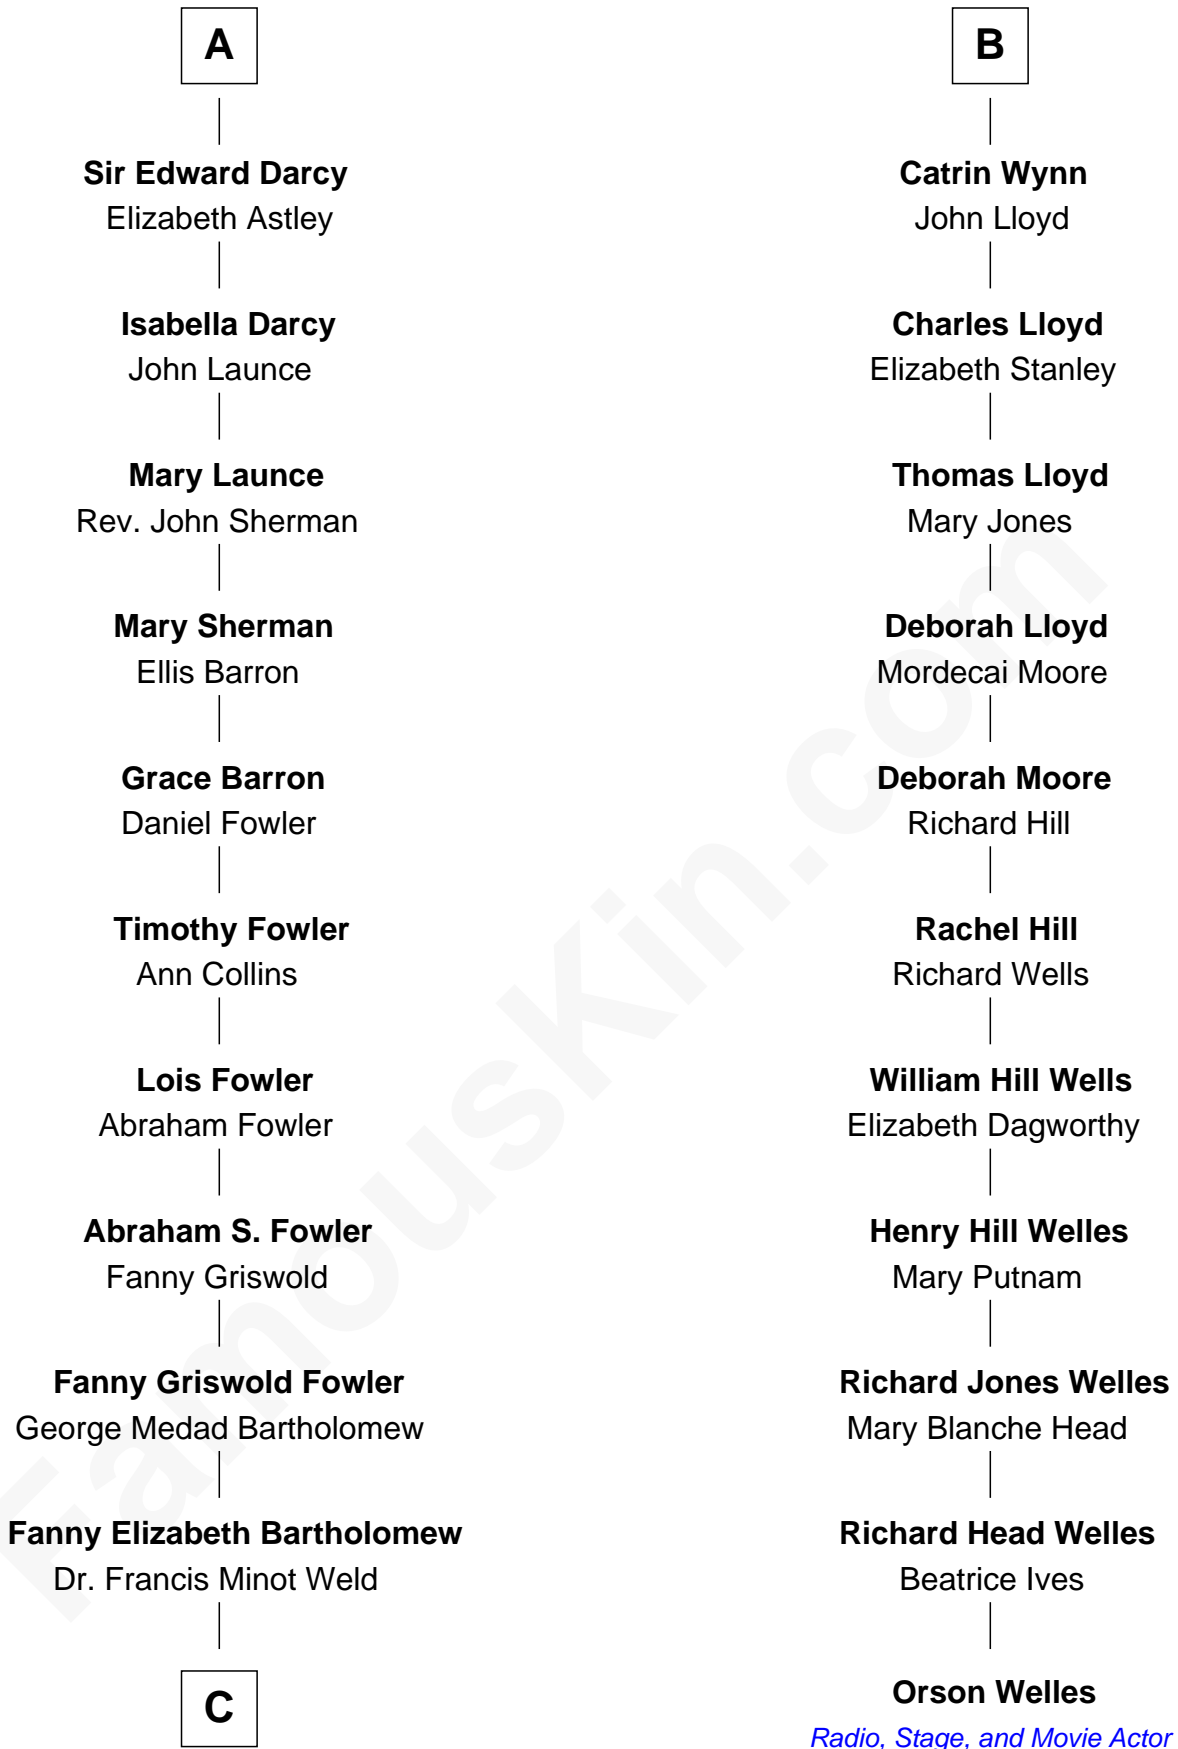 A
Sir Edward Darcy
Elizabeth Astley
Isabella Darcy
John Launce
Mary Launce
Rev. John Sherman
Mary Sherman
Ellis Barron
Grace Barron
Daniel Fowler
Timothy Fowler
Ann Collins
Lois Fowler
Abraham Fowler
Abraham S. Fowler
Fanny Griswold
Fanny Griswold Fowler
George Medad Bartholomew
Fanny Elizabeth Bartholomew
Dr. Francis Minot Weld
C
B
Catrin Wynn
John Lloyd
Charles Lloyd
Elizabeth Stanley
Thomas Lloyd
Mary Jones
Deborah Lloyd
Mordecai Moore
Deborah Moore
Richard Hill
Rachel Hill
Richard Wells
William Hill Wells
Elizabeth Dagworthy
Henry Hill Welles
Mary Putnam
Richard Jones Welles
Mary Blanche Head
Richard Head Welles
Beatrice Ives
Orson Welles
Radio, Stage, and Movie Actor
FamousKin.com